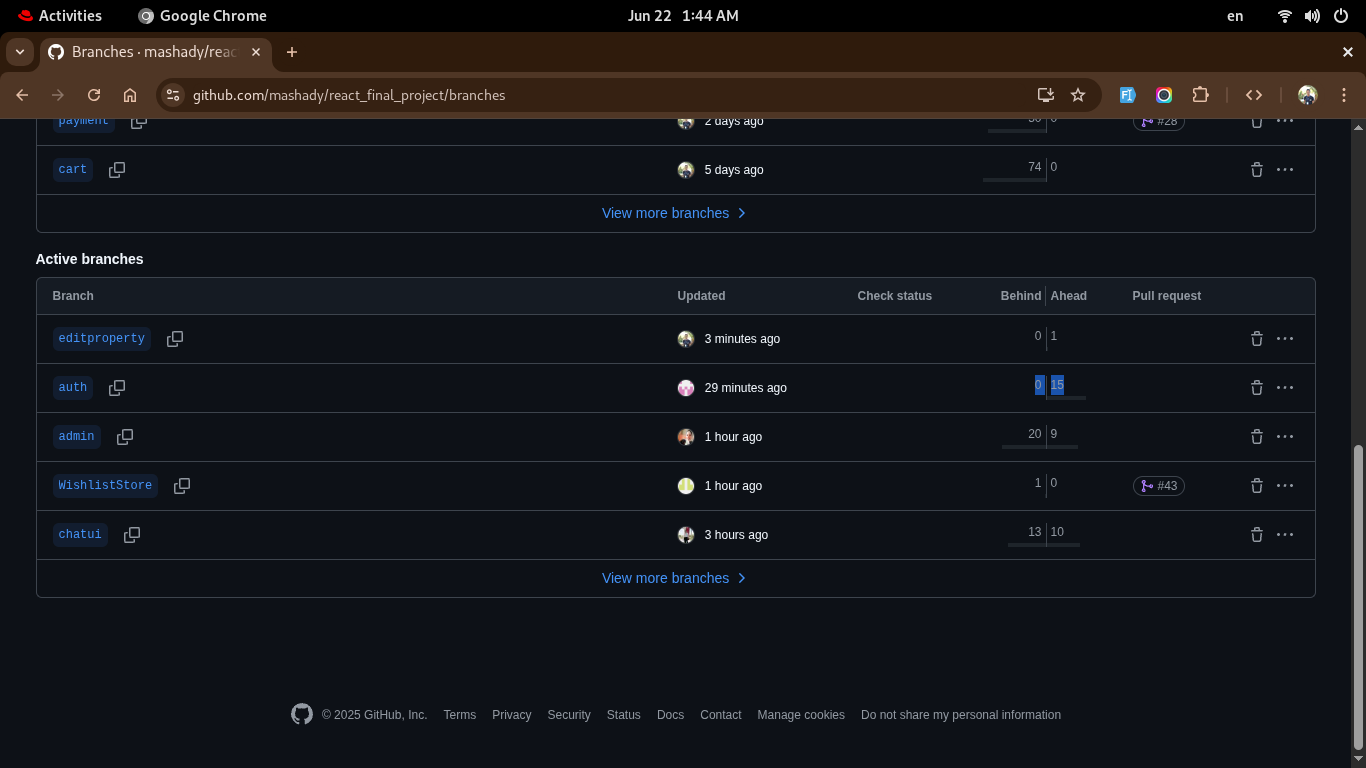 Activities Google Chrome Jun 22 1:44 AM en
Branches · mashady/reac
github.com/mashady/react_final_project/branches
payment 2 days ago #28
cart 5 days ago 74 0
View more branches
Active branches
Branch Updated Check status Behind Ahead Pull request
editproperty 3 minutes ago 0 1
auth 29 minutes ago 0 15
admin 1 hour ago 20 9
WishlistStore 1 hour ago 1 0 #43
chatui 3 hours ago 13 10
View more branches
© 2025 GitHub, Inc. Terms Privacy Security Status Docs Contact Manage cookies Do not share my personal information